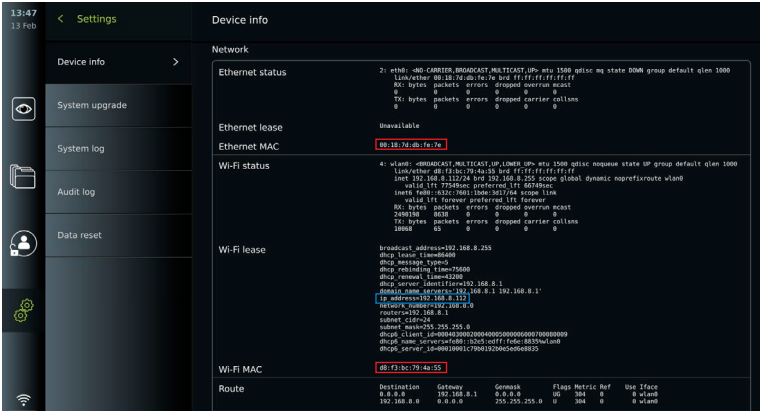 13:47
13 Feb
Settings
Device info
Device info
System upgrade
System log
Audit log
Data reset
Network
Ethernet status
2: eth0: <NO-CARRIER,BROADCAST,MULTICAST,UP> mtu 1500 qdisc mq state DOWN group default qlen 1000
link/ether 00:18:7d:db:fe:7e brd ff:ff:ff:ff:ff:ff
RX: bytes packets errors dropped overrun mcast
0 0 0 0 0 0
TX: bytes packets errors dropped carrier collsns
0 0 0 0 0 0
Ethernet lease
Unavailable
Ethernet MAC
00:18:7d:db:fe:7e
Wi-Fi status
4: wlan0: <BROADCAST,MULTICAST,UP,LOWER_UP> mtu 1500 qdisc noqueue state UP group default qlen 1000
link/ether d8:f3:bc:79:4a:55 brd ff:ff:ff:ff:ff:ff
inet 192.168.8.112/24 brd 192.168.8.255 scope global dynamic noprefixroute wlan0
valid_lft 77549sec preferred_lft 66749sec
inet6 fe80::632c:7601:1bde:3d17/64 scope link
valid_lft forever preferred_lft forever
RX: bytes packets errors dropped overrun mcast
2490198 8638 0 0 0 0
TX: bytes packets errors dropped carrier collsns
10068 65 0 0 0 0
Wi-Fi lease
broadcast_address=192.168.8.255
dhcp_lease_time=86400
dhcp_message_type=5
dhcp_rebinding_time=75600
dhcp_renewal_time=43200
dhcp_server_identifier=192.168.8.1
domain_name_servers='192.168.8.1 192.168.8.1'
ip_address=192.168.8.112
network_number=192.168.8.0
routers=192.168.8.1
subnet_cidr=24
subnet_mask=255.255.255.0
dhcp6_client_id=00040300020004000500006000700080009
dhcp6_name_servers=fe80::b2e5:edff:fe6e:8835%wlan0
dhcp6_server_id=00010001c79b0192b0e5ed6e8835
Wi-Fi MAC
d8:f3:bc:79:4a:55
Route
Destination Gateway Genmask Flags Metric Ref Use Iface
0.0.0.0 192.168.8.1 0.0.0.0 UG 304 0 0 wlan0
192.168.8.0 0.0.0.0 255.255.255.0 U 304 0 0 wlan0